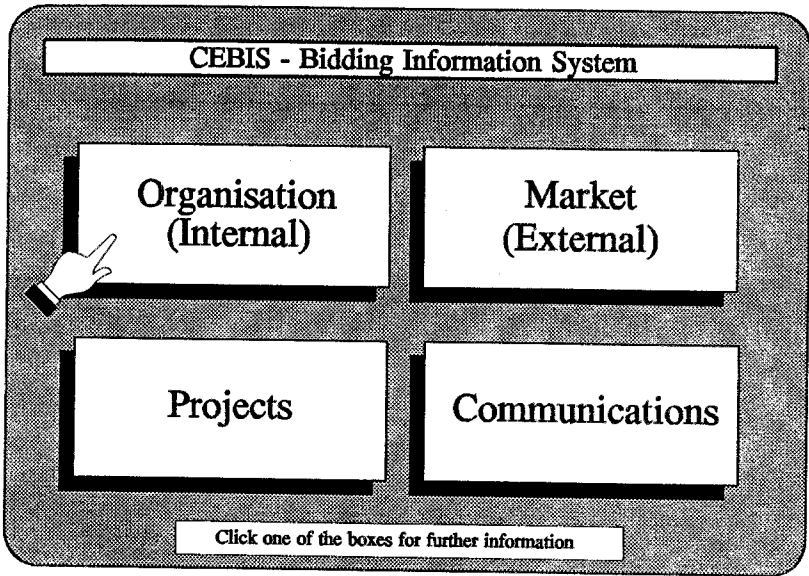 CEBIS - Bidding Information System
Organisation
(Internal)
Market
(External)
Projects
Communications
Click one of the boxes for further information